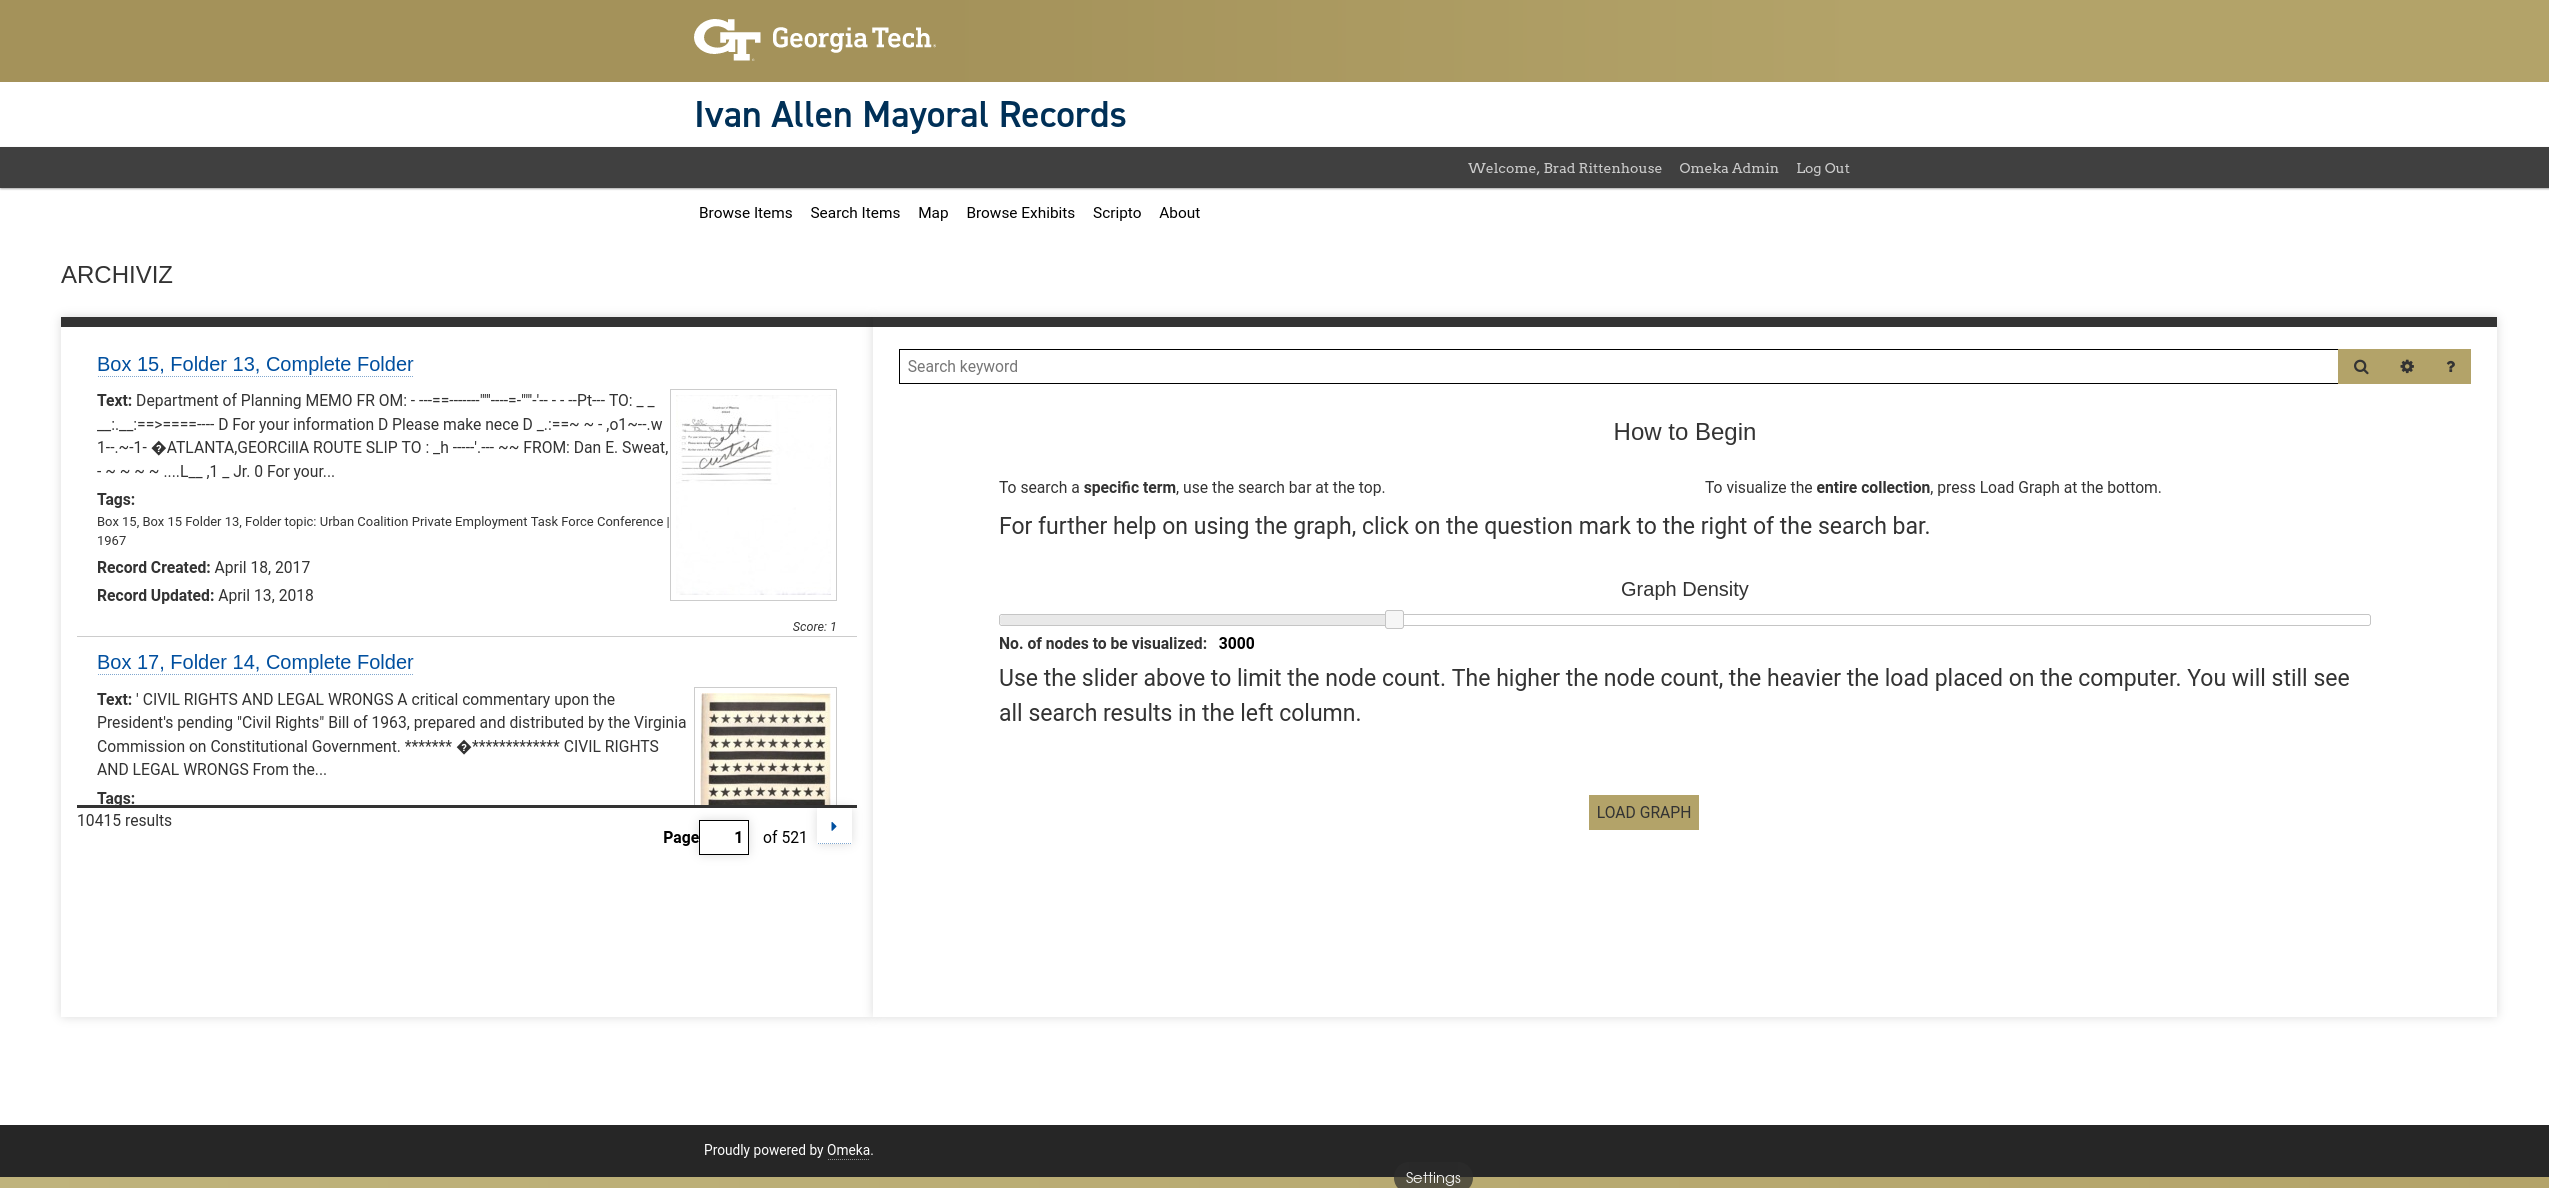 GT Georgia Tech
Ivan Allen Mayoral Records
Welcome, Brad Rittenhouse Omeka Admin Log Out
Browse Items Search Items Map Browse Exhibits Scripto About
ARCHIVIZ
Box 15, Folder 13, Complete Folder
Text: Department of Planning MEMO FR OM: - ---==-------"'"----=-"'"-'-- - - --Pt--- TO: _ _
__:.__:==>====---- D For your information D Please make nece D _.:==~ ~ - ,o1~--.w
1--.~-1- �ATLANTA,GEORCillA ROUTE SLIP TO : _h -----'.--- ~~ FROM: Dan E. Sweat,
- ~ ~ ~ ~ ....L__ ,1 _ Jr. 0 For your...
Tags:
Box 15, Box 15 Folder 13, Folder topic: Urban Coalition Private Employment Task Force Conference |
1967
Record Created: April 18, 2017
Record Updated: April 13, 2018
call
curtiss
Score: 1
Box 17, Folder 14, Complete Folder
Text: ' CIVIL RIGHTS AND LEGAL WRONGS A critical commentary upon the
President's pending "Civil Rights" Bill of 1963, prepared and distributed by the Virginia
Commission on Constitutional Government. ******* �************* CIVIL RIGHTS
AND LEGAL WRONGS From the...
Tags:
10415 results
Page 1 of 521
Search keyword
?
How to Begin
To search a specific term, use the search bar at the top.
To visualize the entire collection, press Load Graph at the bottom.
For further help on using the graph, click on the question mark to the right of the search bar.
Graph Density
No. of nodes to be visualized: 3000
Use the slider above to limit the node count. The higher the node count, the heavier the load placed on the computer. You will still see
all search results in the left column.
LOAD GRAPH
Proudly powered by Omeka.
Settings